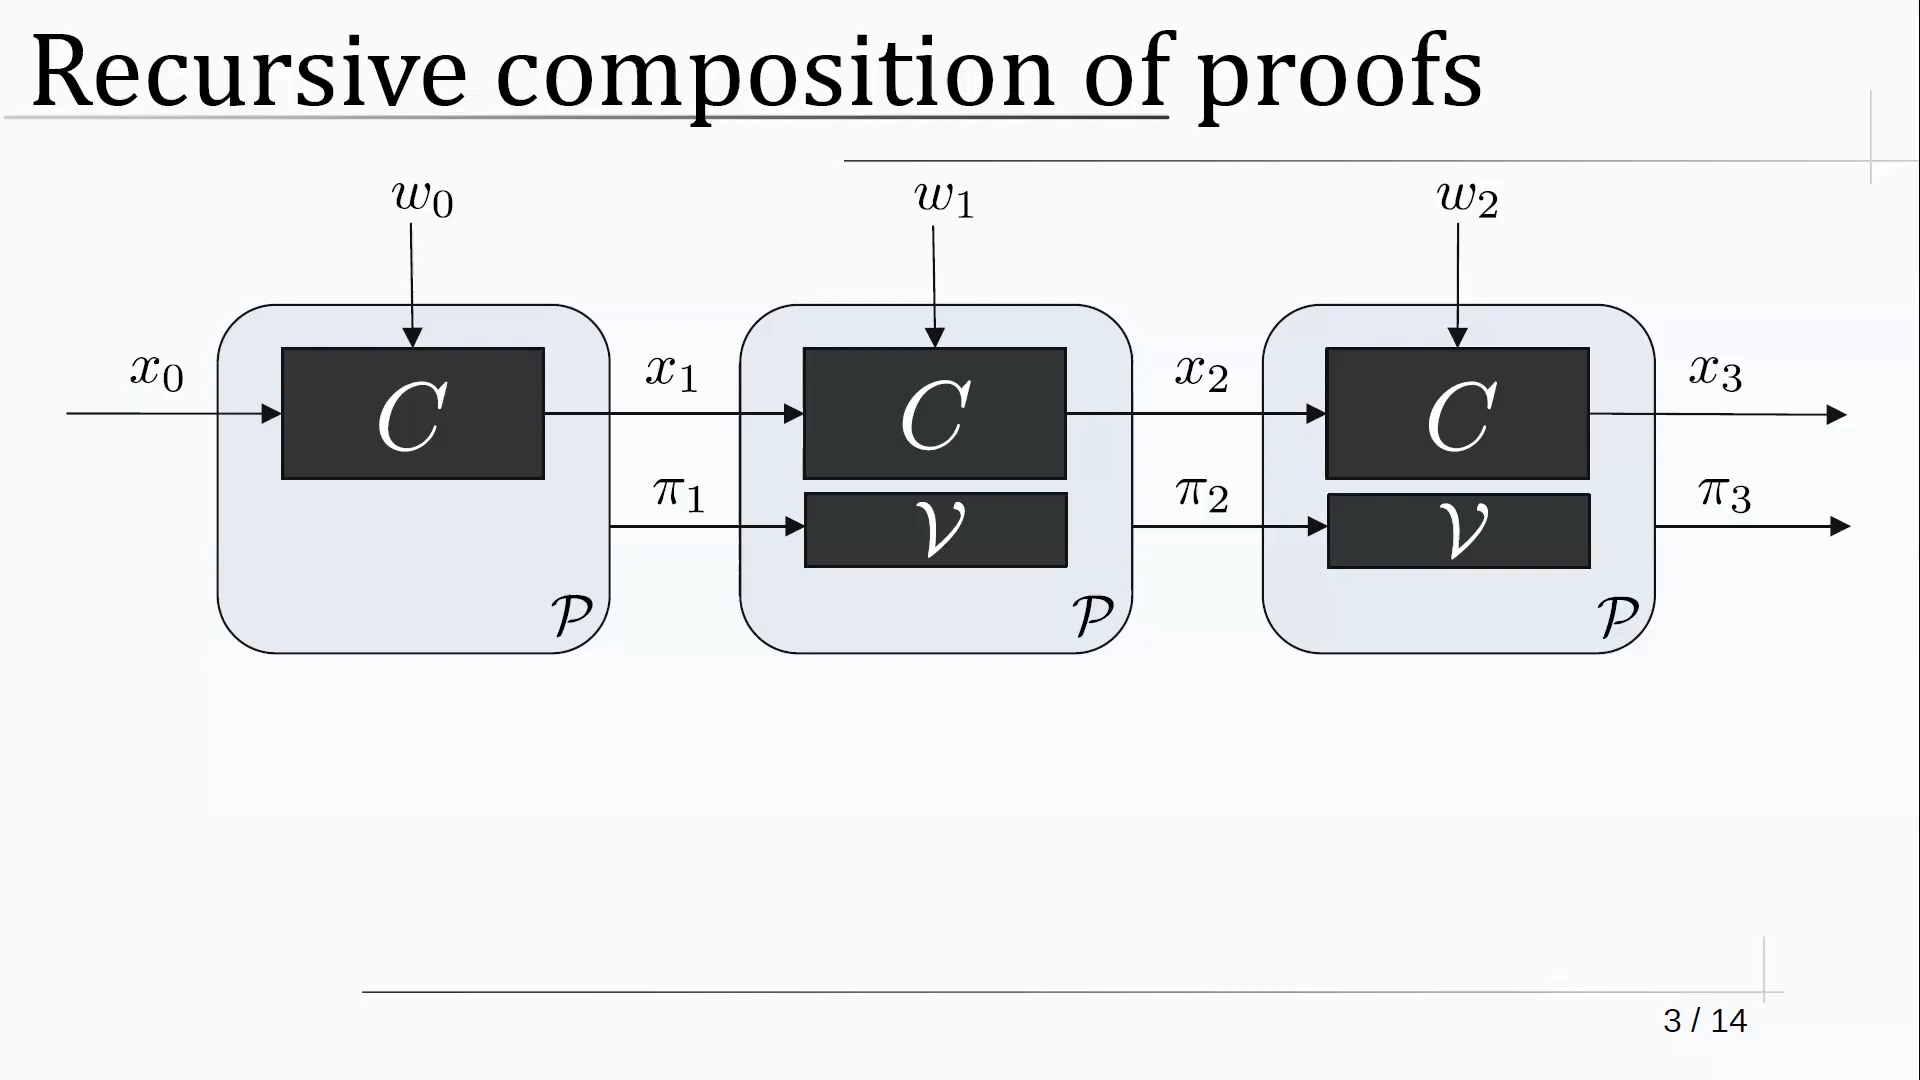 Recursive composition of proofs
w₀ w₁ w₂
x₀ C x₁ C x₂ C x₃
π₁ 𝒱 π₂ 𝒱 π₃
𝒫 𝒫 𝒫
3 / 14